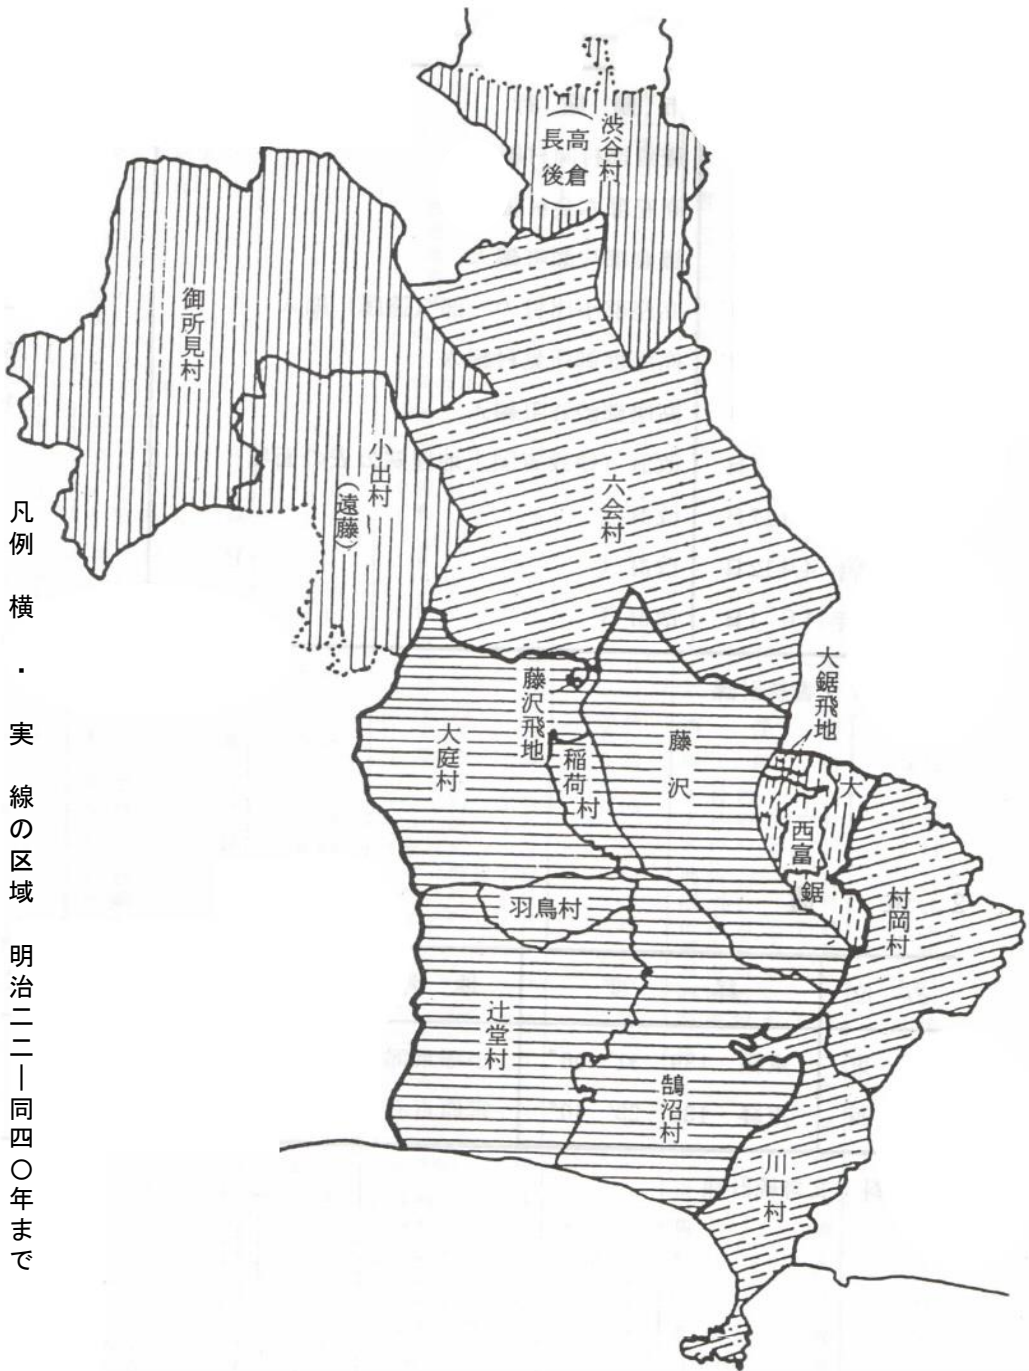 渋谷村
（高倉
長後）
御所見村
小出村
（遠藤）
六会村
大鋸飛地
藤沢飛地
藤沢
大庭村
稲荷村
大
西富
鋸
村岡村
羽鳥村
辻堂村
鵠沼村
川口村
凡例　横・実　線の区域　明治二二―同四〇年まで